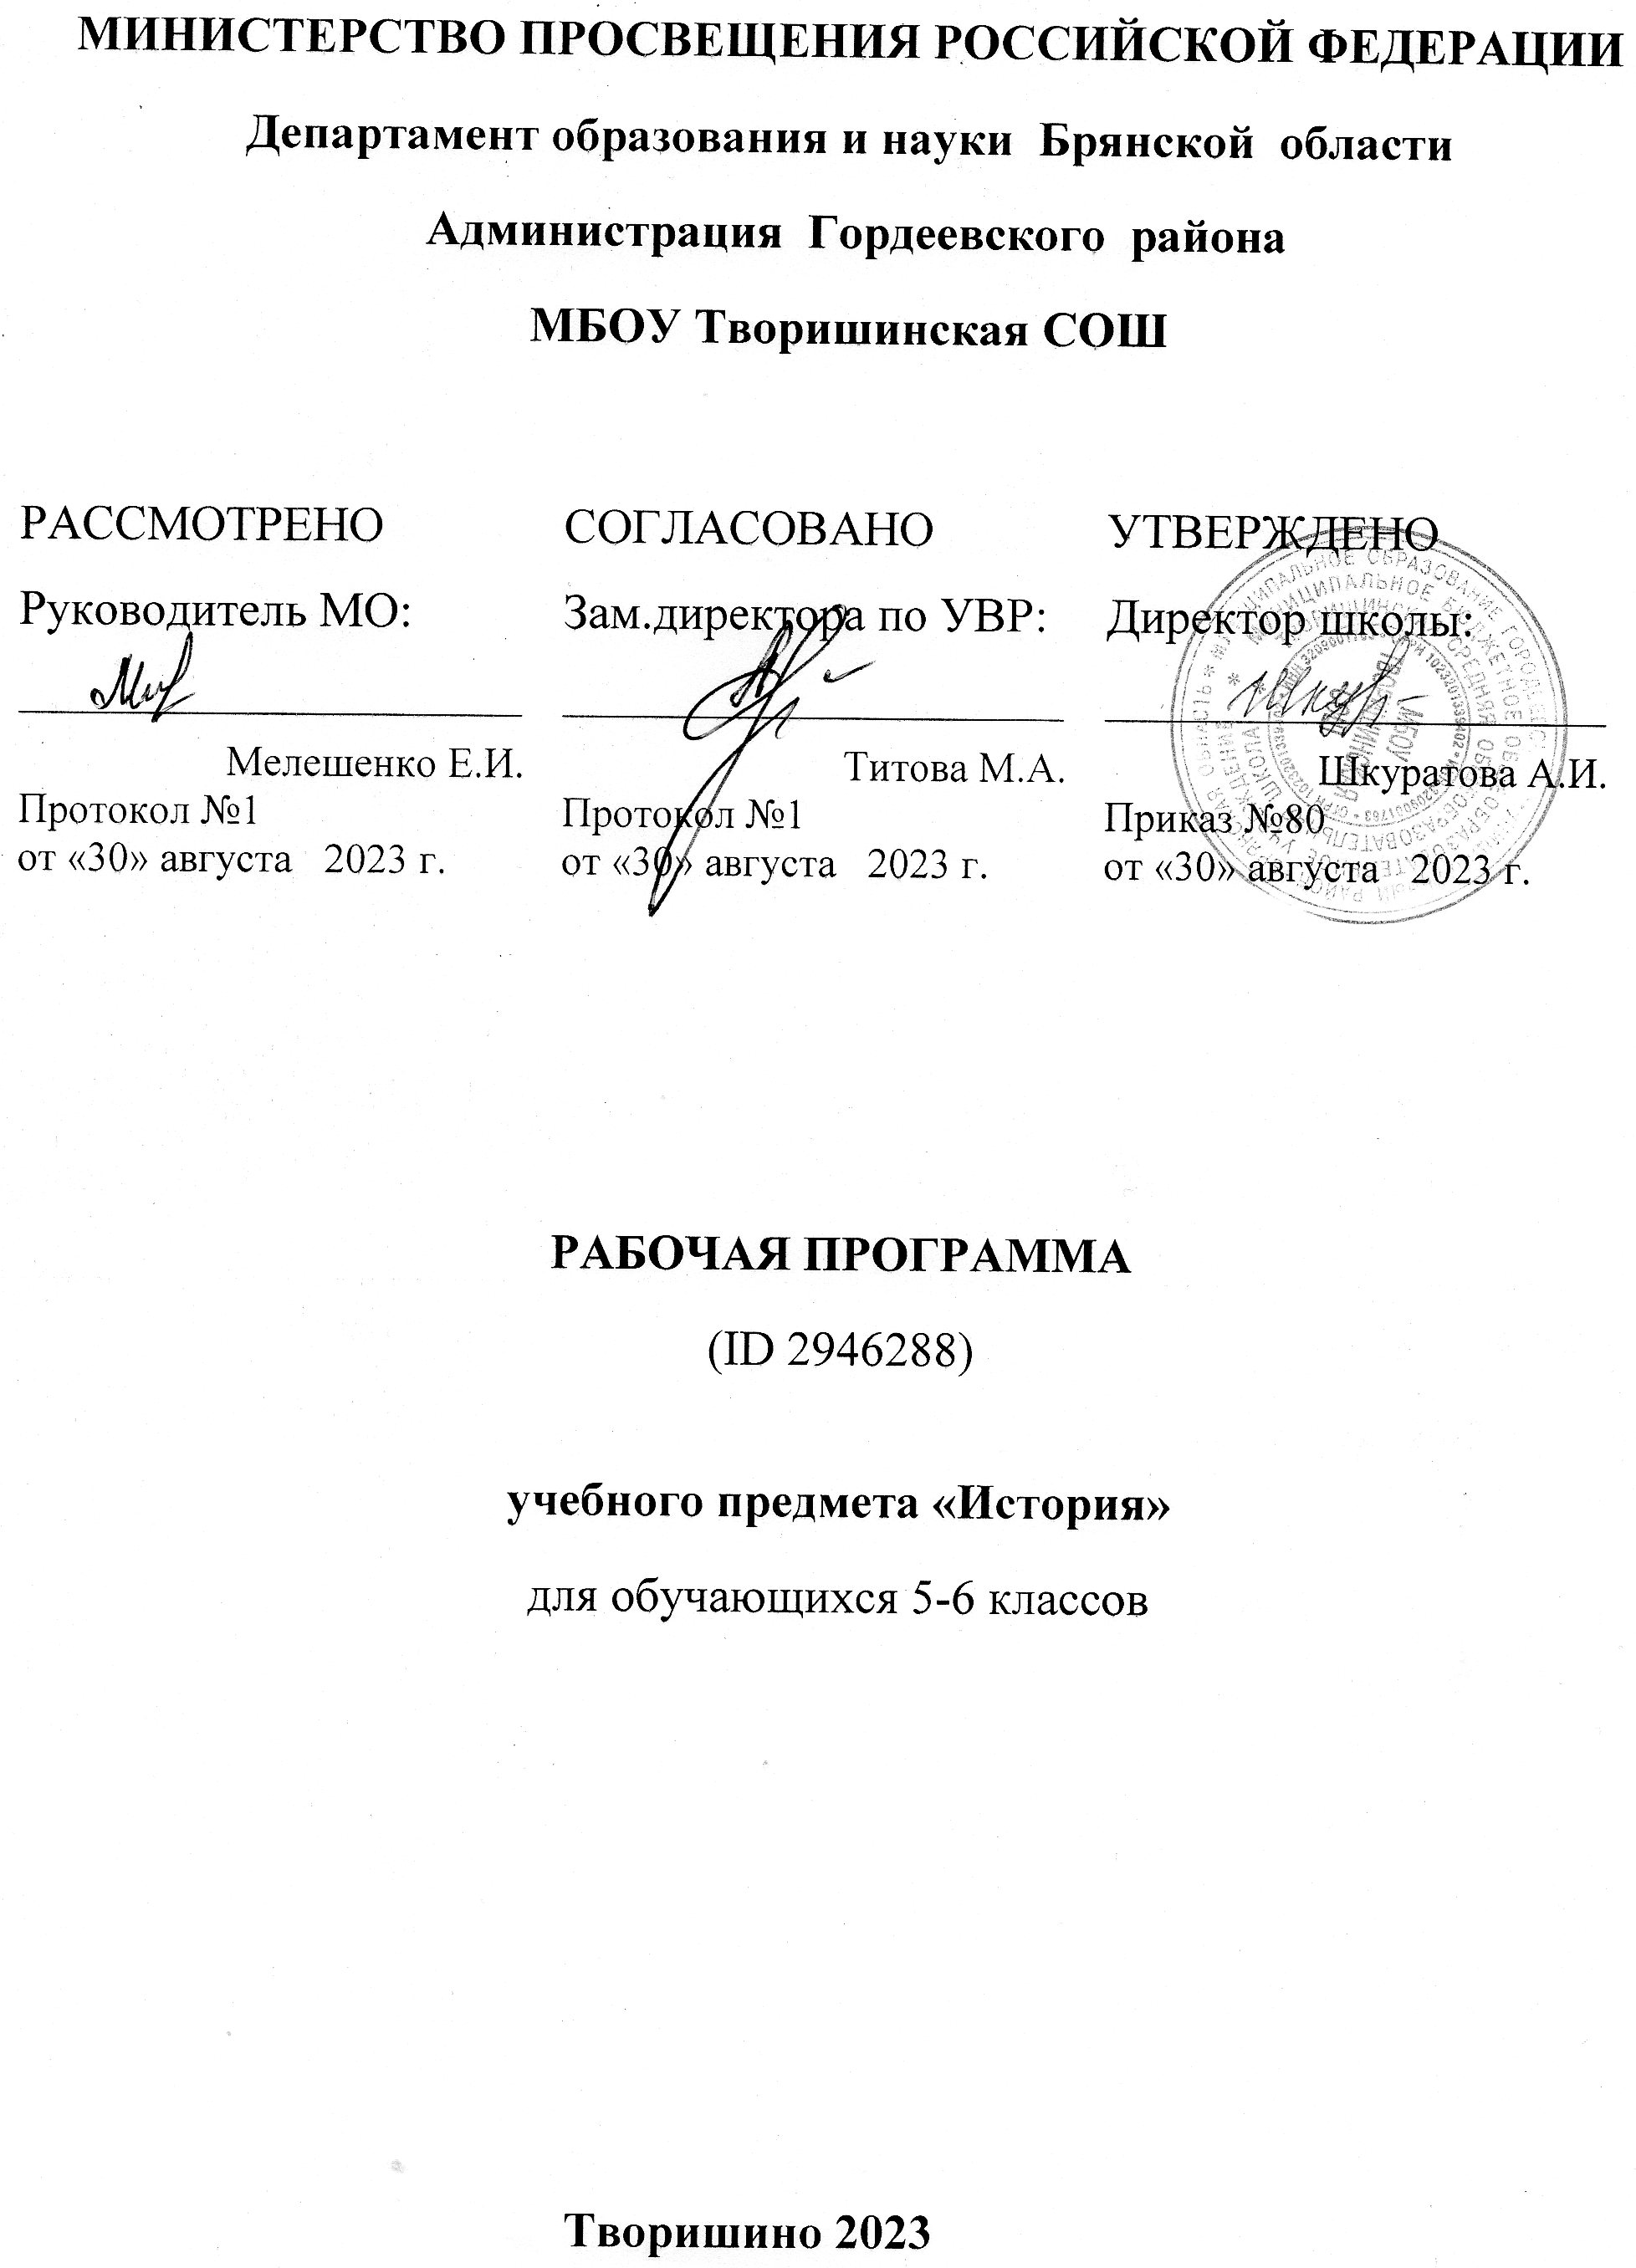 МИНИСТЕРСТВО ПРОСВЕЩЕНИЯ РОССИЙСКОЙ ФЕДЕРАЦИИ
Департамент образования и науки Брянской области
Администрация Гордеевского района
МБОУ Творишинская СОШ
РАССМОТРЕНО
Руководитель МО:
Мелешенко Е.И.
Протокол №1
от «30» августа 2023 г.
СОГЛАСОВАНО
Зам.директора по УВР:
Титова М.А.
Протокол №1
от «30» августа 2023 г.
УТВЕРЖДЕНО
Директор школы:
Шкуратова А.И.
Приказ №80
от «30» августа 2023 г.
РАБОЧАЯ ПРОГРАММА
(ID 2946288)
учебного предмета «История»
для обучающихся 5-6 классов
Творишино 2023